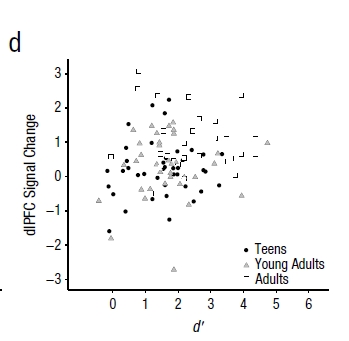 d
dlPFC Signal Change
3
2
1
0
−1
−2
−3
Teens
Young Adults
Adults
0 1 2 3 4 5 6
d′